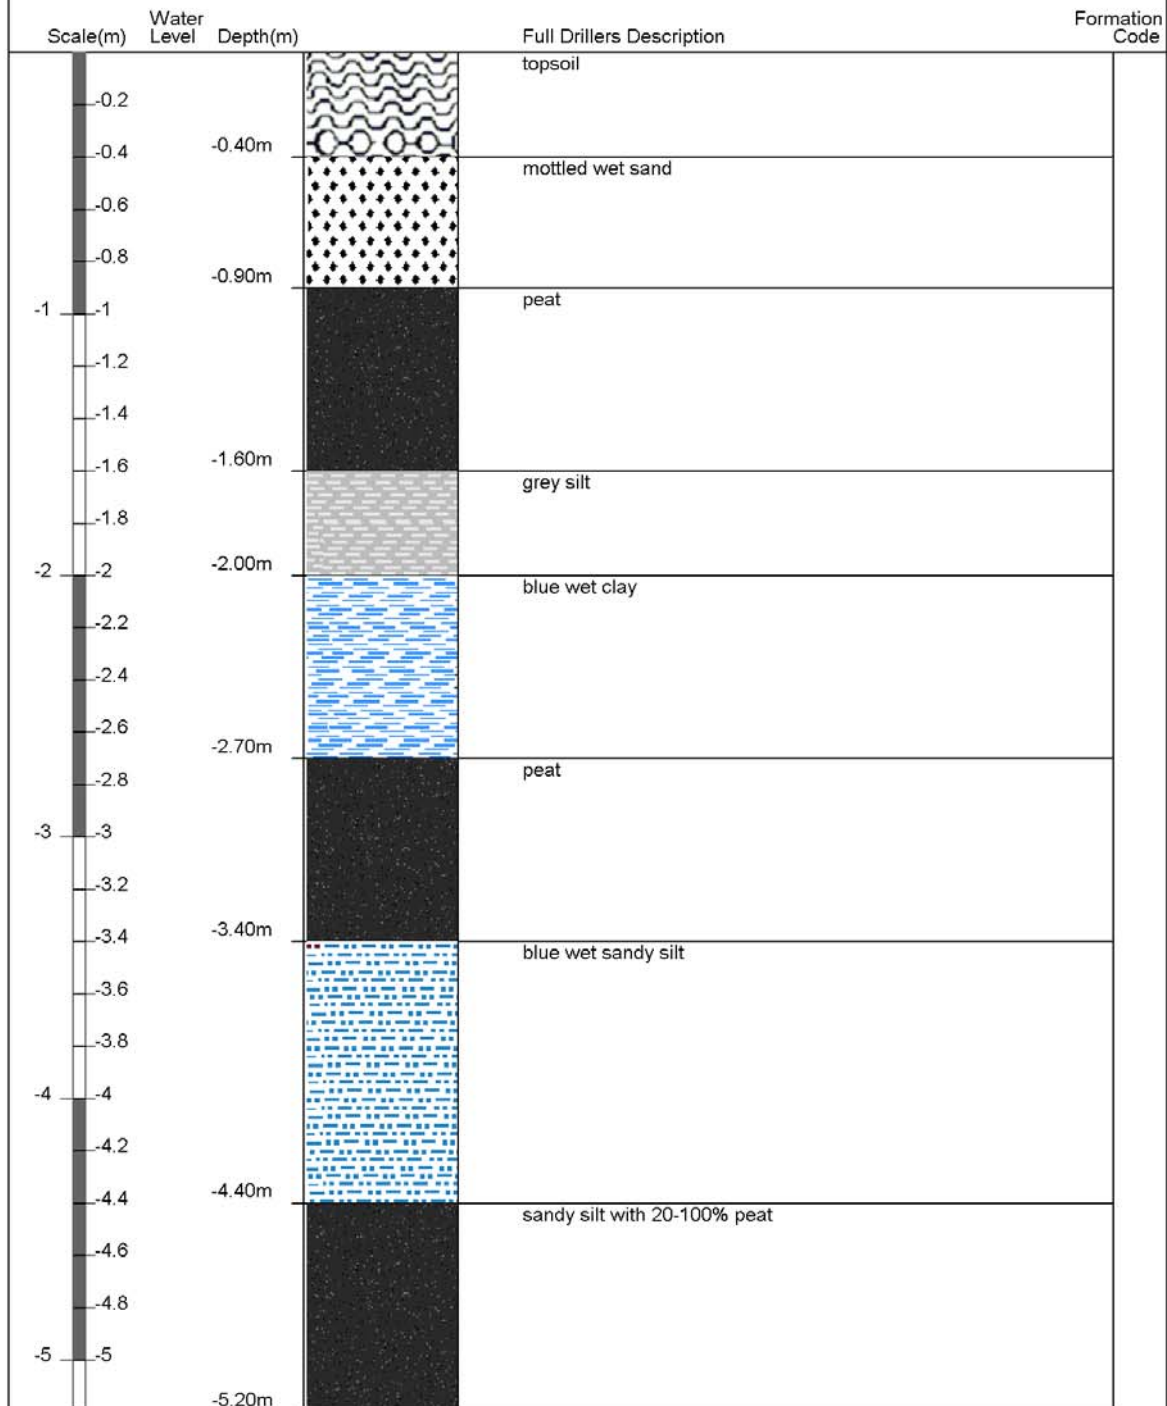 Scale(m) Water Level Depth(m) Full Drillers Description Formation Code
topsoil
-0.2
-0.40m
-0.4
mottled wet sand
-0.6
-0.8
-0.90m
peat
-1 -1
-1.2
-1.4
-1.60m
-1.6
grey silt
-1.8
-2.00m
-2 -2
blue wet clay
-2.2
-2.4
-2.6
-2.70m
peat
-2.8
-3 -3
-3.2
-3.40m
-3.4
blue wet sandy silt
-3.6
-3.8
-4 -4
-4.2
-4.40m
-4.4
sandy silt with 20-100% peat
-4.6
-4.8
-5 -5
-5.20m